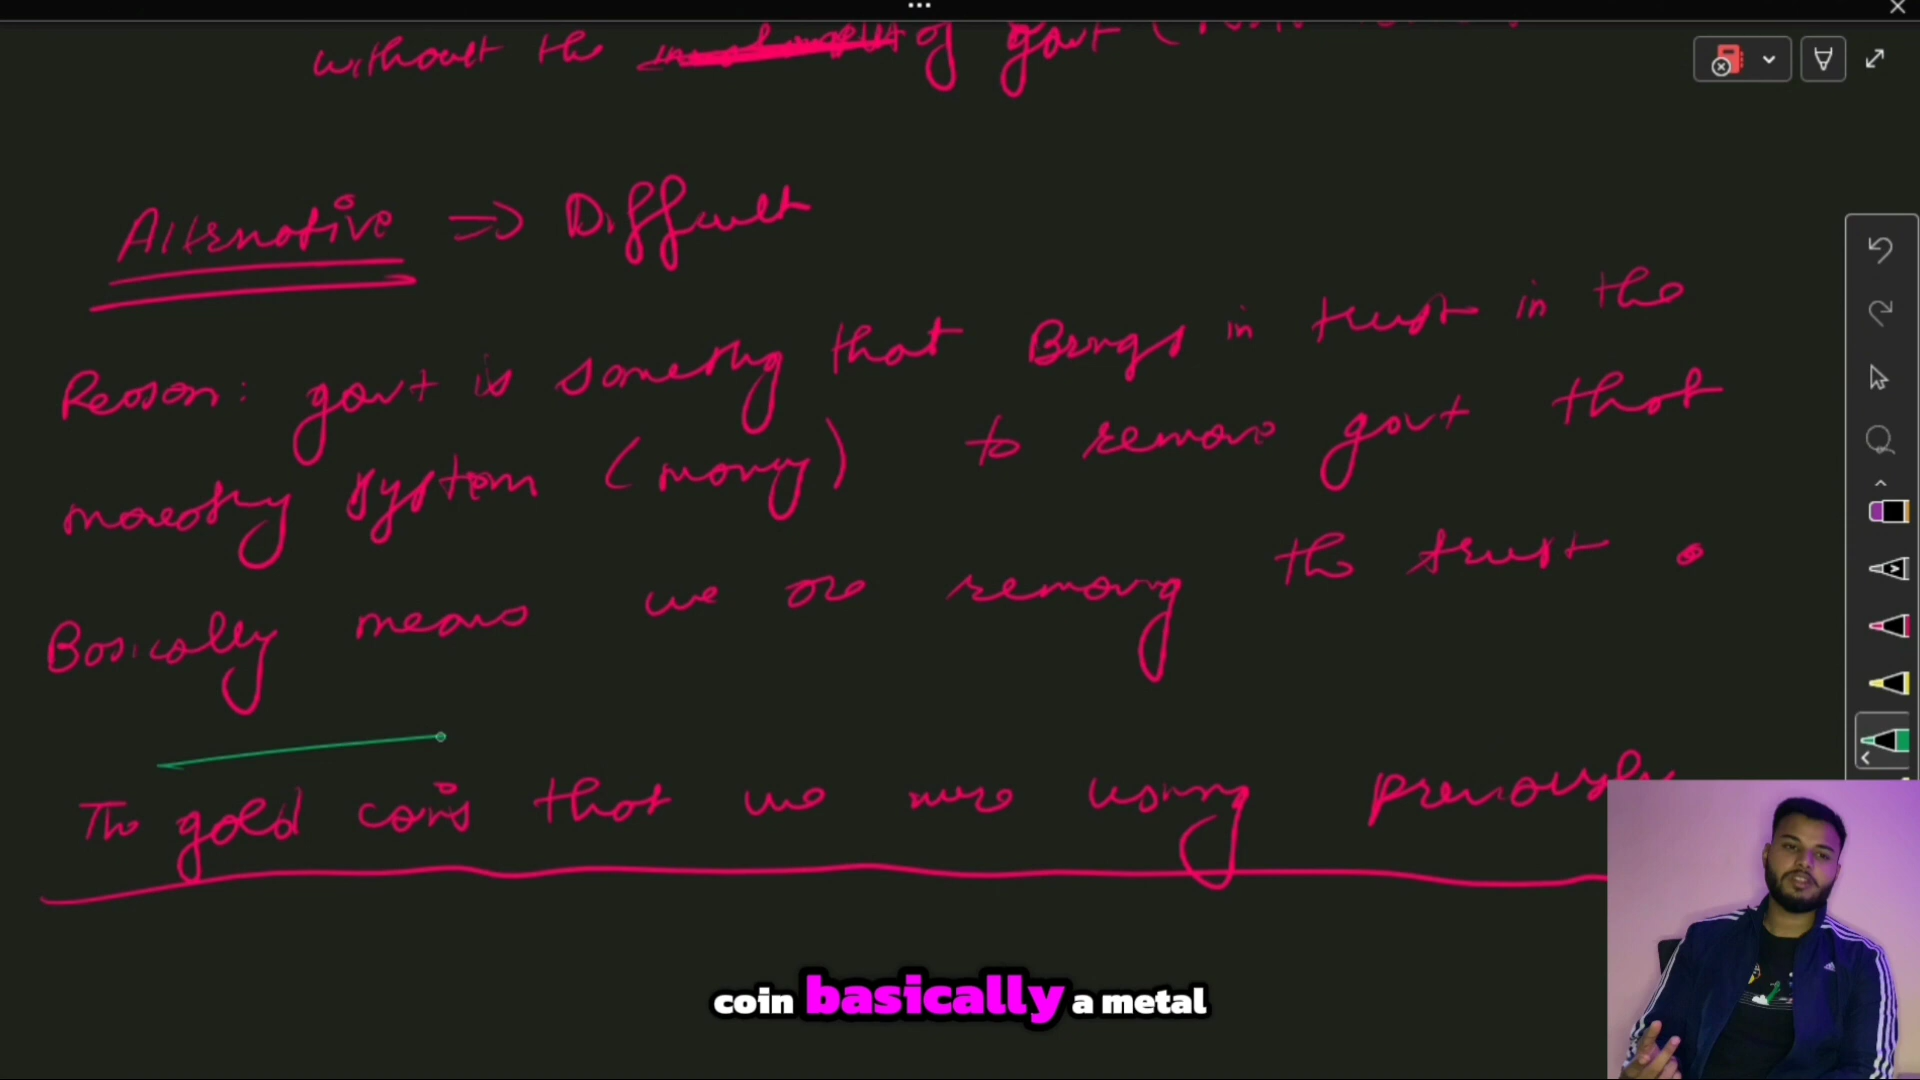 without the of govt
Alternative => Difficult
Reason: govt is something that Brings in trust in the
monetry system (money) to remove govt that
Basically means we are removing the trust .
The gold coins that we were using previously
coin basically a metal